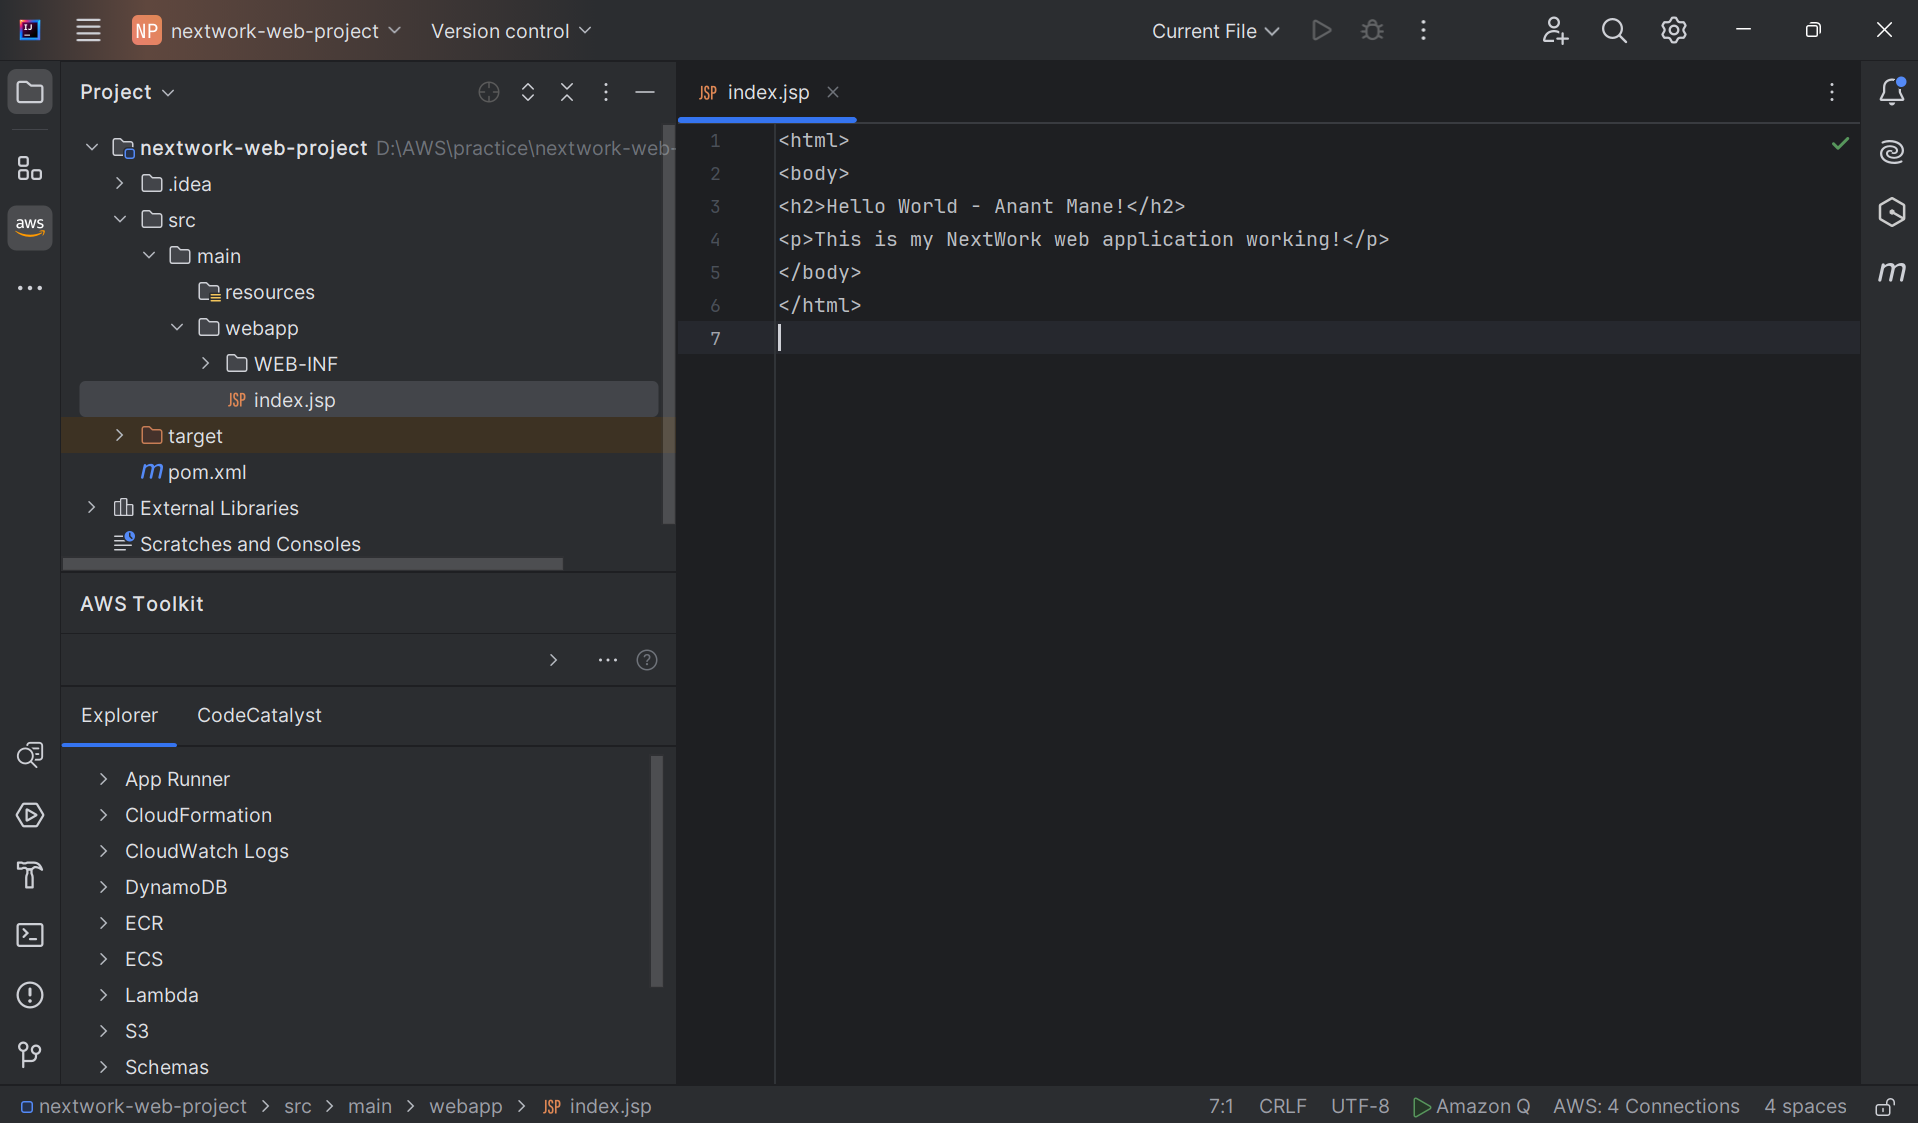 NP nextwork-web-project Version control Current File
Project
nextwork-web-project D:\AWS\practice\nextwork-web-
.idea
src
main
resources
webapp
WEB-INF
JSP index.jsp
target
m pom.xml
External Libraries
Scratches and Consoles
aws
AWS Toolkit
Explorer CodeCatalyst
App Runner
CloudFormation
CloudWatch Logs
DynamoDB
ECR
ECS
Lambda
S3
Schemas
JSP index.jsp
1 <html>
2 <body>
3 <h2>Hello World - Anant Mane!</h2>
4 <p>This is my NextWork web application working!</p>
5 </body>
6 </html>
7
m
nextwork-web-project > src > main > webapp > JSP index.jsp 7:1 CRLF UTF-8 Amazon Q AWS: 4 Connections 4 spaces